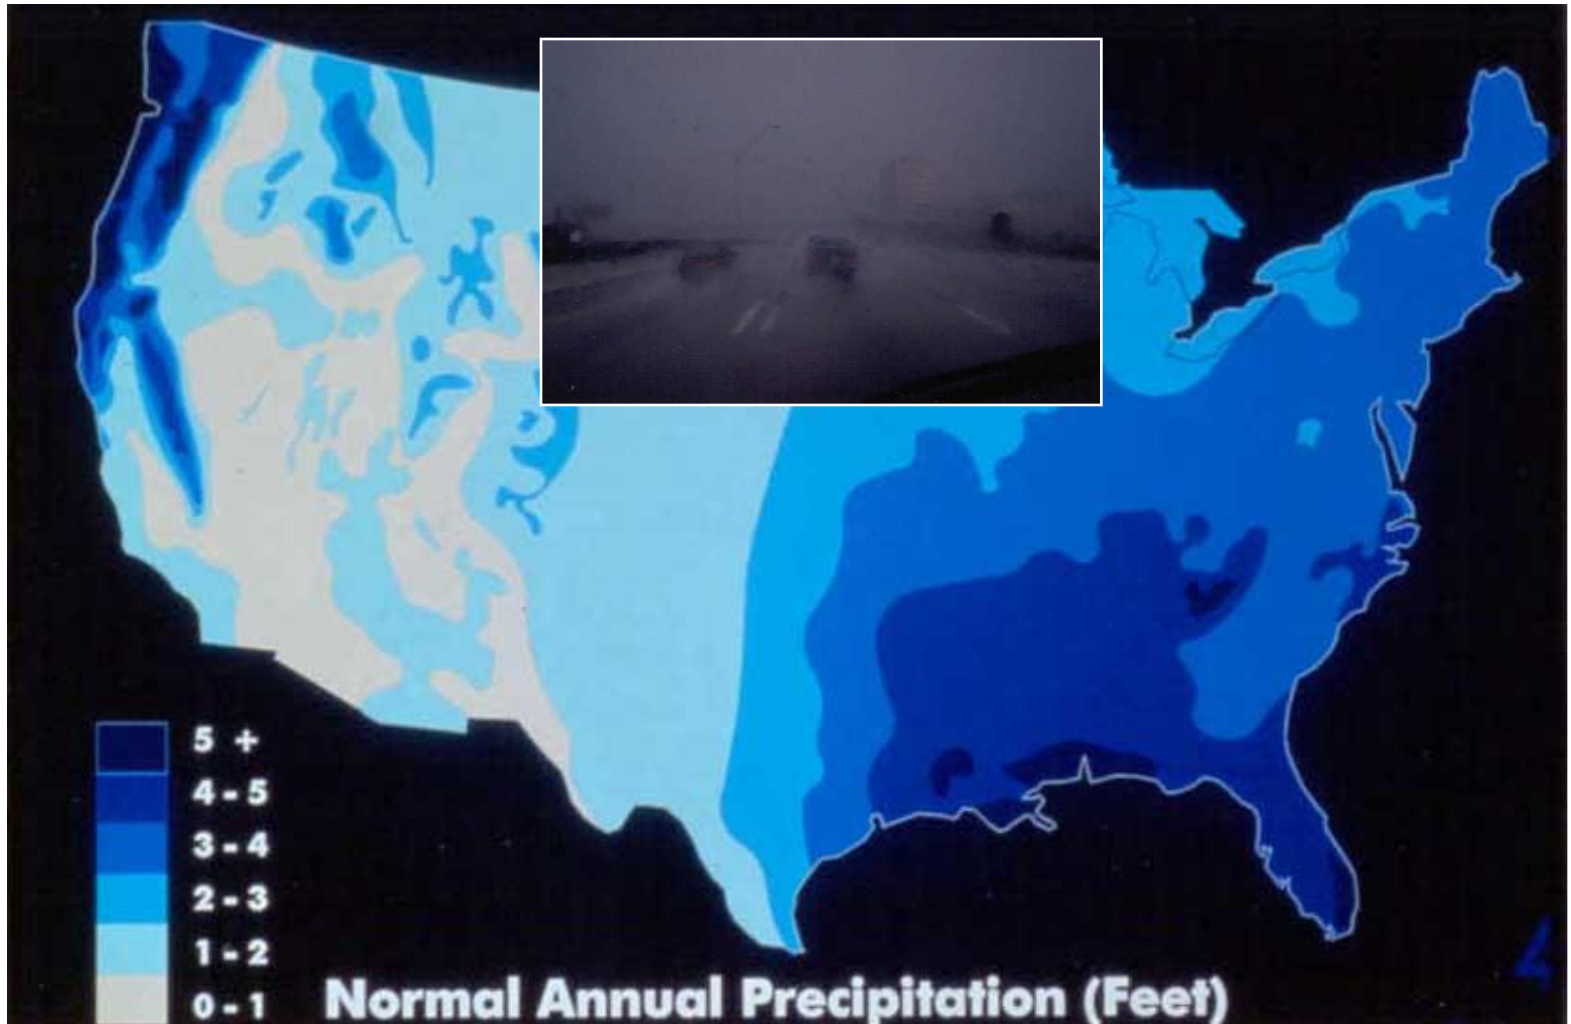 5 +
4 - 5
3 - 4
2 - 3
1 - 2
0 - 1
Normal Annual Precipitation (Feet)